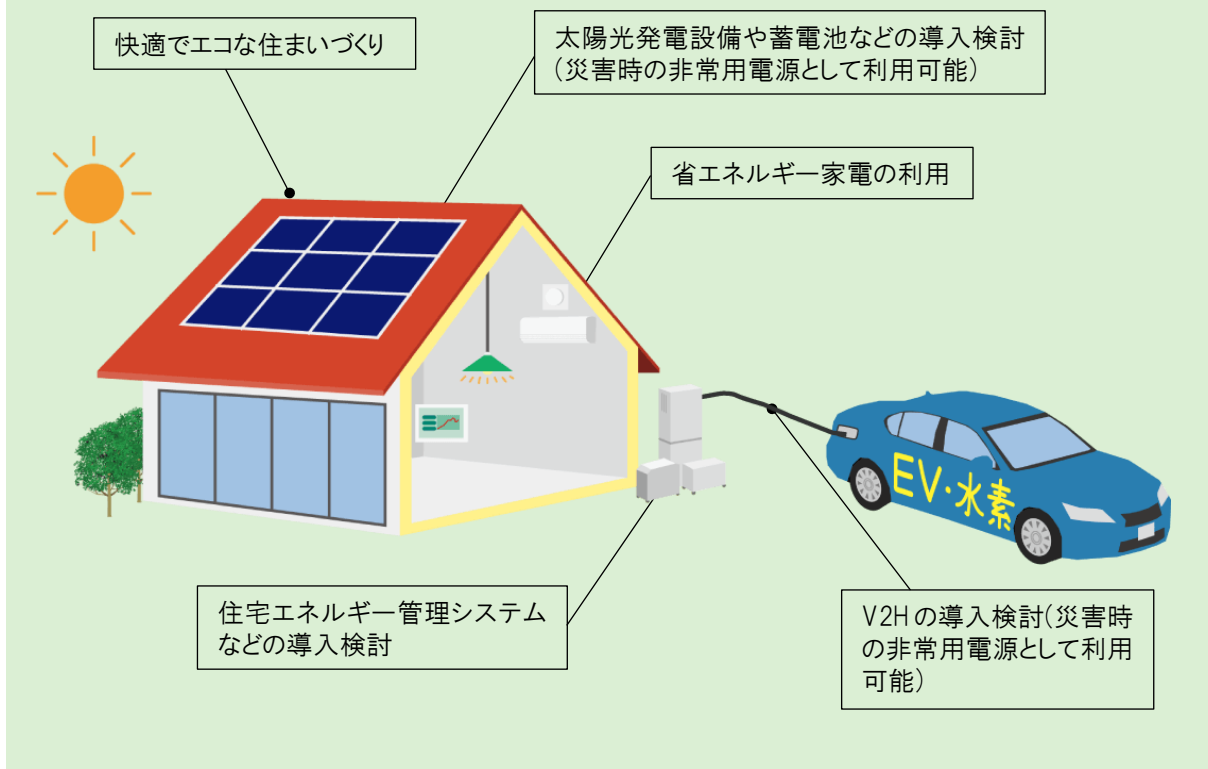 快適でエコな住まいづくり
太陽光発電設備や蓄電池などの導入検討
（災害時の非常用電源として利用可能）
省エネルギー家電の利用
EV・水素
住宅エネルギー管理システム
などの導入検討
V2Hの導入検討（災害時
の非常用電源として利用
可能）